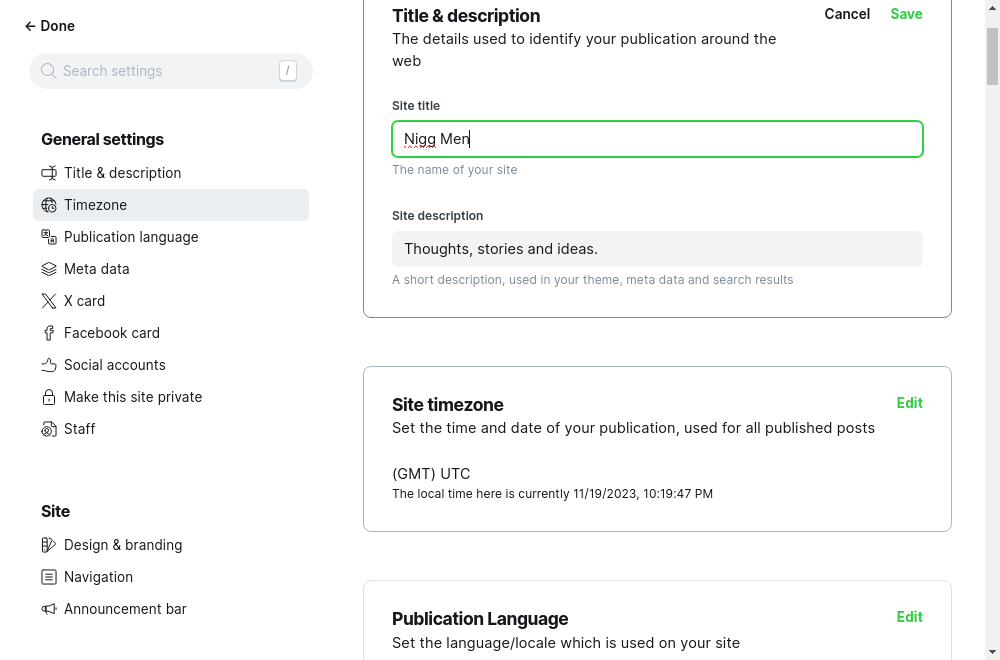 Done
Search settings
/
General settings
Title & description
Timezone
Publication language
Meta data
X card
Facebook card
Social accounts
Make this site private
Staff
Site
Design & branding
Navigation
Announcement bar
Title & description
Cancel
Save
The details used to identify your publication around the
web
Site title
Nigg Men
The name of your site
Site description
Thoughts, stories and ideas.
A short description, used in your theme, meta data and search results
Site timezone
Edit
Set the time and date of your publication, used for all published posts
(GMT) UTC
The local time here is currently 11/19/2023, 10:19:47 PM
Publication Language
Edit
Set the language/locale which is used on your site